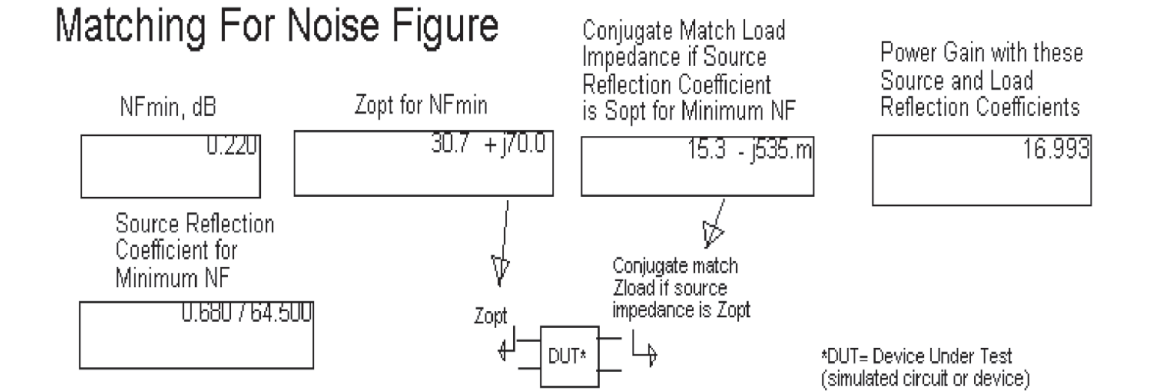 Matching For Noise Figure
NFmin, dB
0.220
Zopt for NFmin
30.7 + j70.0
Conjugate Match Load
Impedance if Source
Reflection Coefficient
is Sopt for Minimum NF
15.3 - j535.m
Power Gain with these
Source and Load
Reflection Coefficients
16.993
Source Reflection
Coefficient for
Minimum NF
0.680 / 64.500
Zopt
DUT*
Conjugate match
Zload if source
impedance is Zopt
*DUT= Device Under Test
(simulated circuit or device)